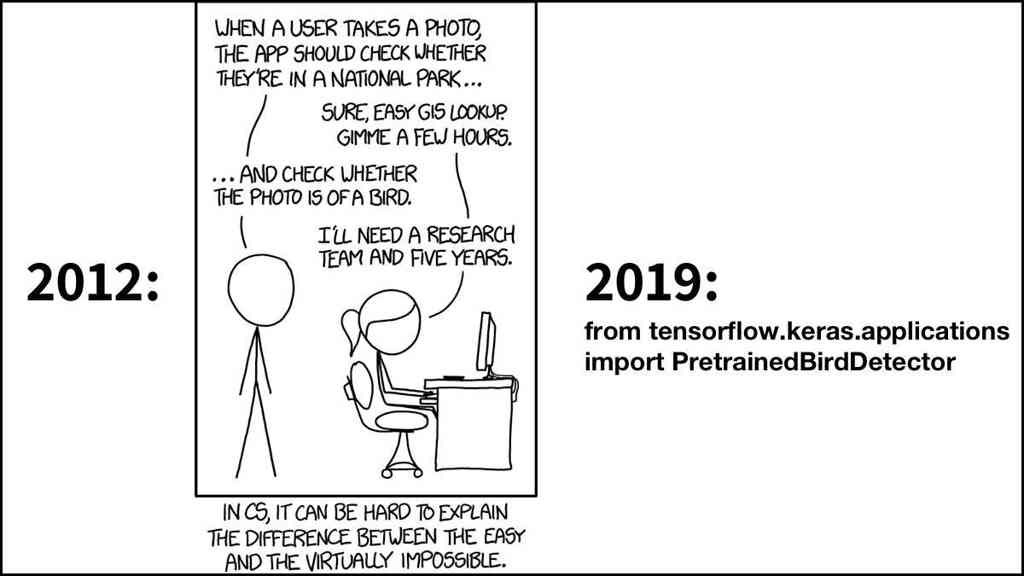 2012:
WHEN A USER TAKES A PHOTO,
THE APP SHOULD CHECK WHETHER
THEY'RE IN A NATIONAL PARK...
SURE, EASY GIS LOOKUP.
GIMME A FEW HOURS.
...AND CHECK WHETHER
THE PHOTO IS OF A BIRD.
I'LL NEED A RESEARCH
TEAM AND FIVE YEARS.
IN CS, IT CAN BE HARD TO EXPLAIN
THE DIFFERENCE BETWEEN THE EASY
AND THE VIRTUALLY IMPOSSIBLE.
2019:
from tensorflow.keras.applications
import PretrainedBirdDetector